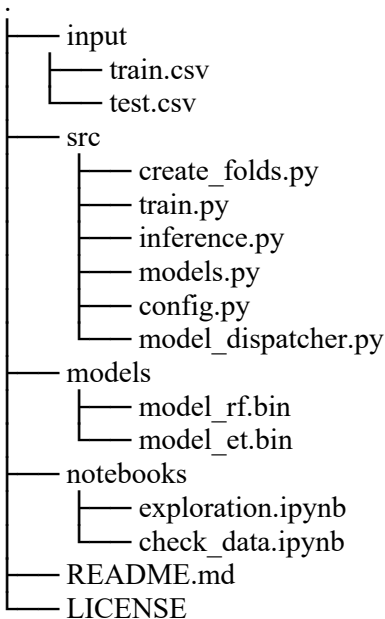 .
input
train.csv
test.csv
src
create_folds.py
train.py
inference.py
models.py
config.py
model_dispatcher.py
models
model_rf.bin
model_et.bin
notebooks
exploration.ipynb
check_data.ipynb
README.md
LICENSE